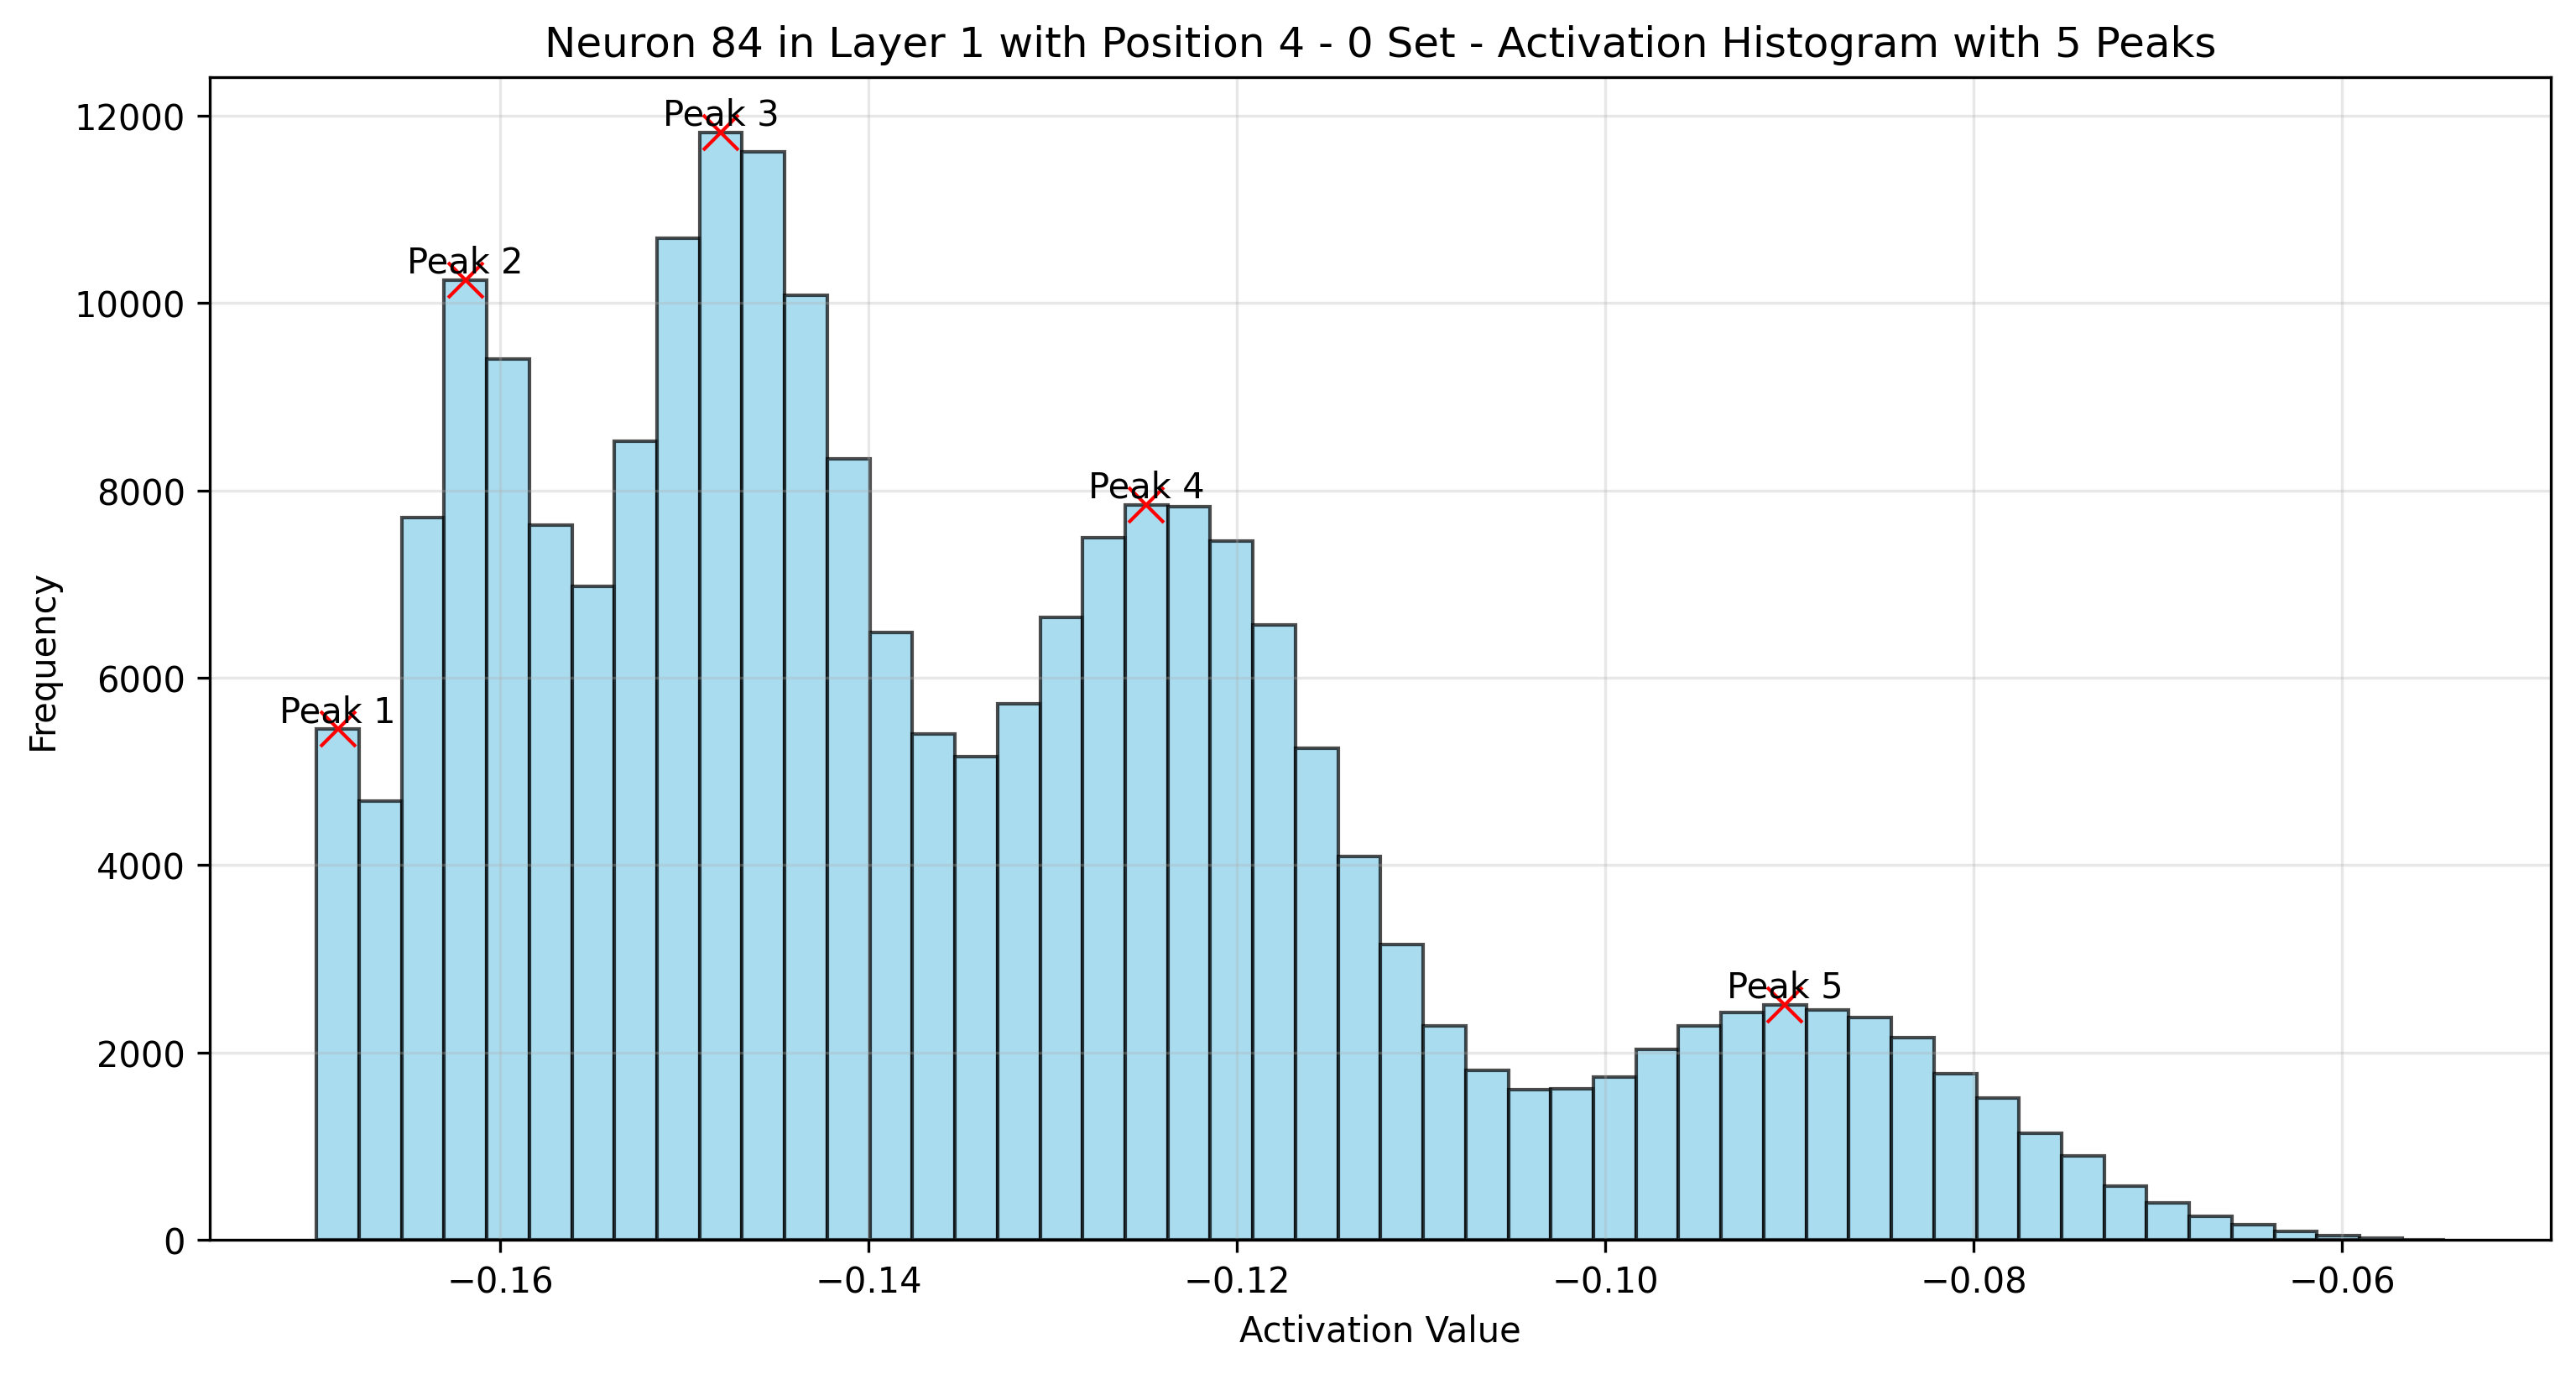 Neuron 84 in Layer 1 with Position 4 - 0 Set - Activation Histogram with 5 Peaks
12000
10000
8000
6000
4000
2000
0
Frequency
Peak 1
Peak 2
Peak 3
Peak 4
Peak 5
−0.16
−0.14
−0.12
−0.10
−0.08
−0.06
Activation Value